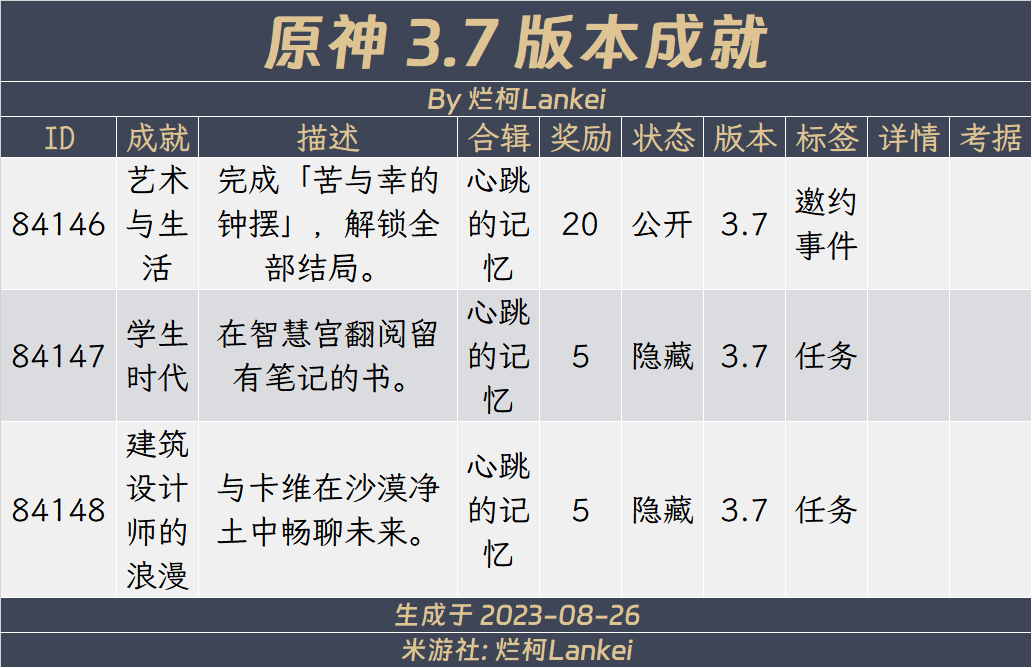 原神 3.7 版本成就
By 烂柯Lankei
ID 成就 描述 合辑 奖励 状态 版本 标签 详情 考据
84146
艺术
与生
活
完成「苦与幸的
钟摆」，解锁全
部结局。
心跳
的记
忆
20
公开
3.7
邀约
事件
84147
学生
时代
在智慧宫翻阅留
有笔记的书。
心跳
的记
忆
5
隐藏
3.7
任务
84148
建筑
设计
师的
浪漫
与卡维在沙漠净
土中畅聊未来。
心跳
的记
忆
5
隐藏
3.7
任务
生成于 2023-08-26
米游社: 烂柯Lankei